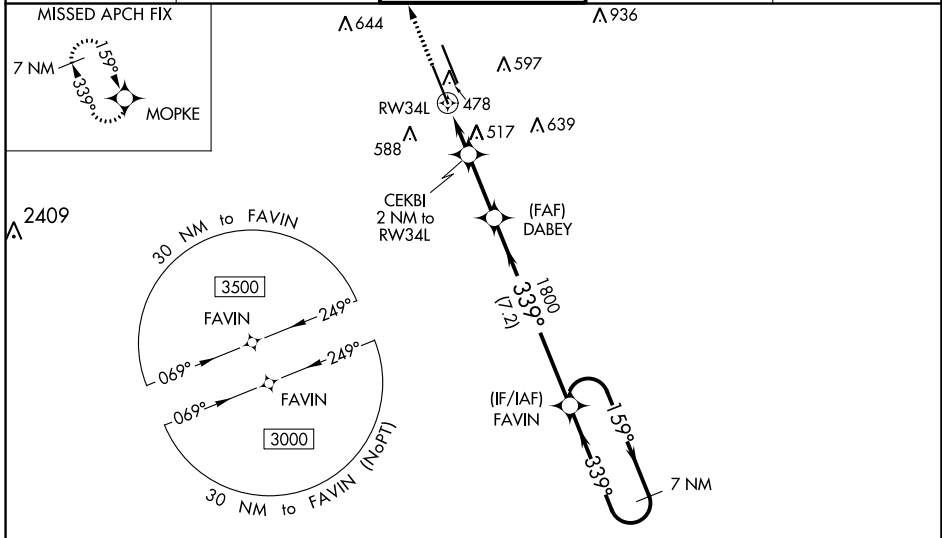 MISSED APCH FIX
7 NM
159°
339°
MOPKE
644
936
597
RW34L
478
517
639
588
CEKBI
2 NM to
RW34L
(FAF)
DABEY
2409
30 NM to FAVIN
3500
FAVIN
249°
069°
249°
069°
FAVIN
3000
30 NM to FAVIN (NoPT)
1800
339°
(7.2)
(IF/IAF)
FAVIN
159°
339°
7 NM